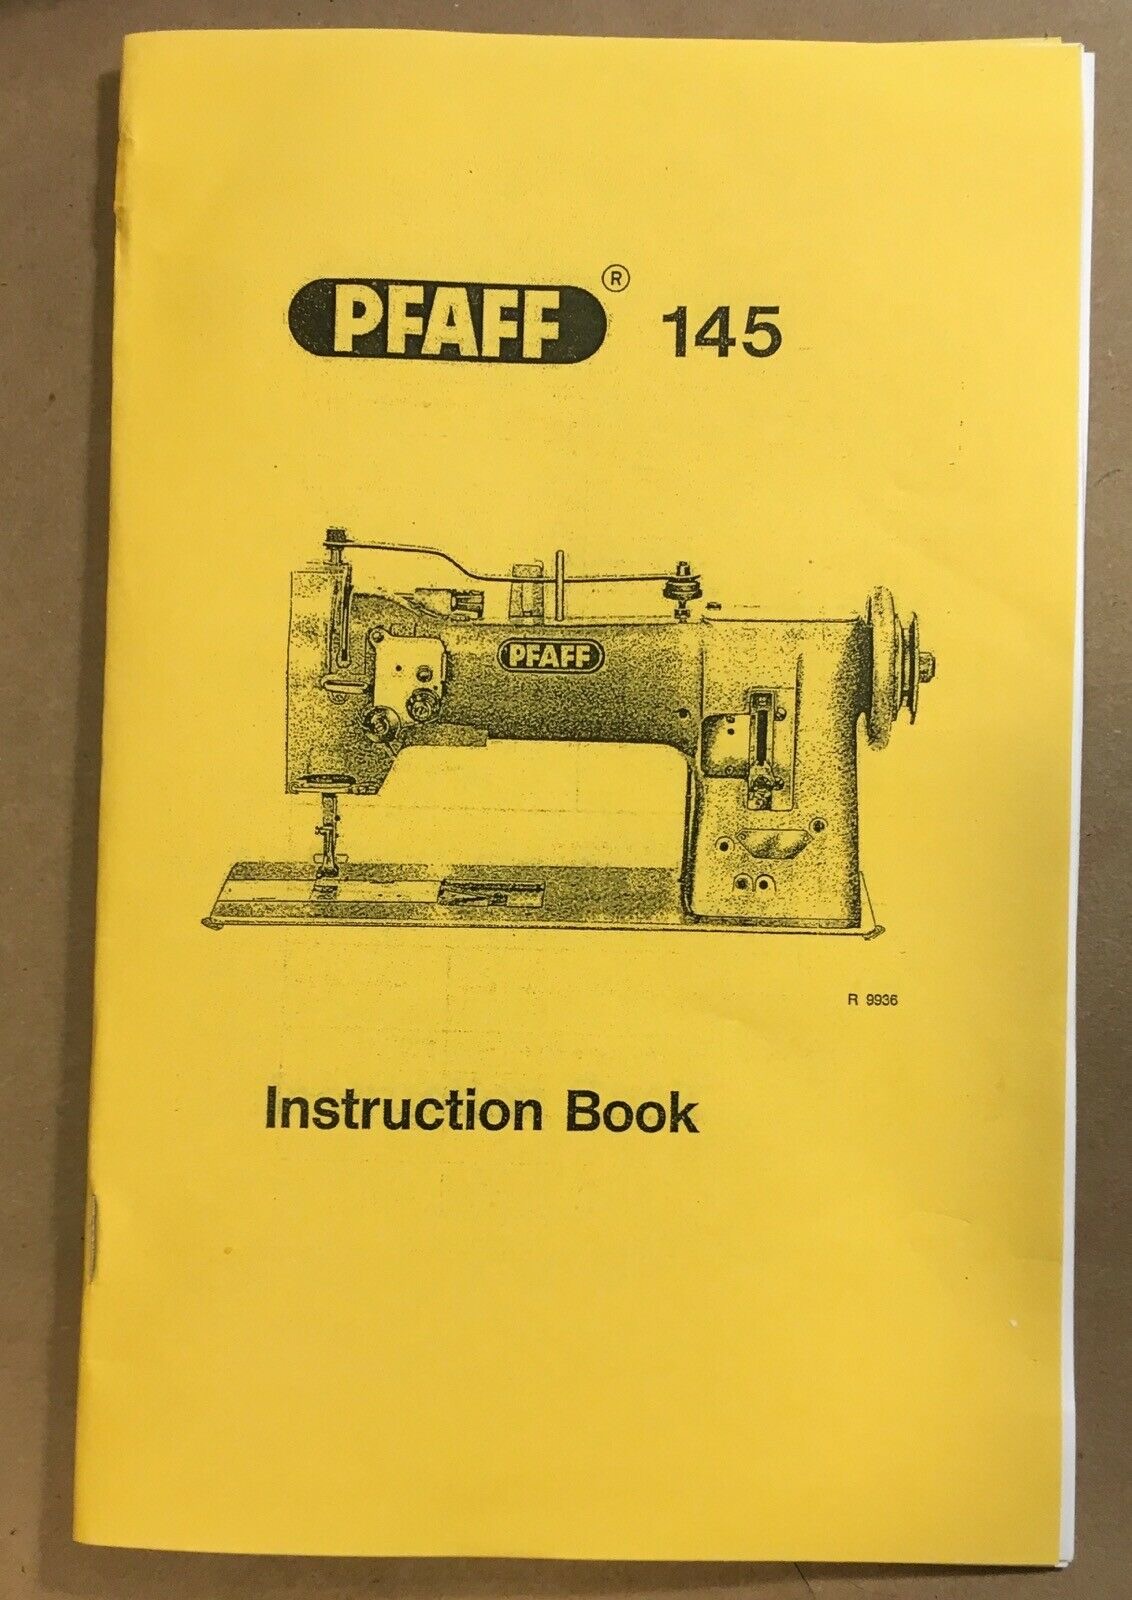 PFAFF ® 145
PFAFF
R 9936
Instruction Book